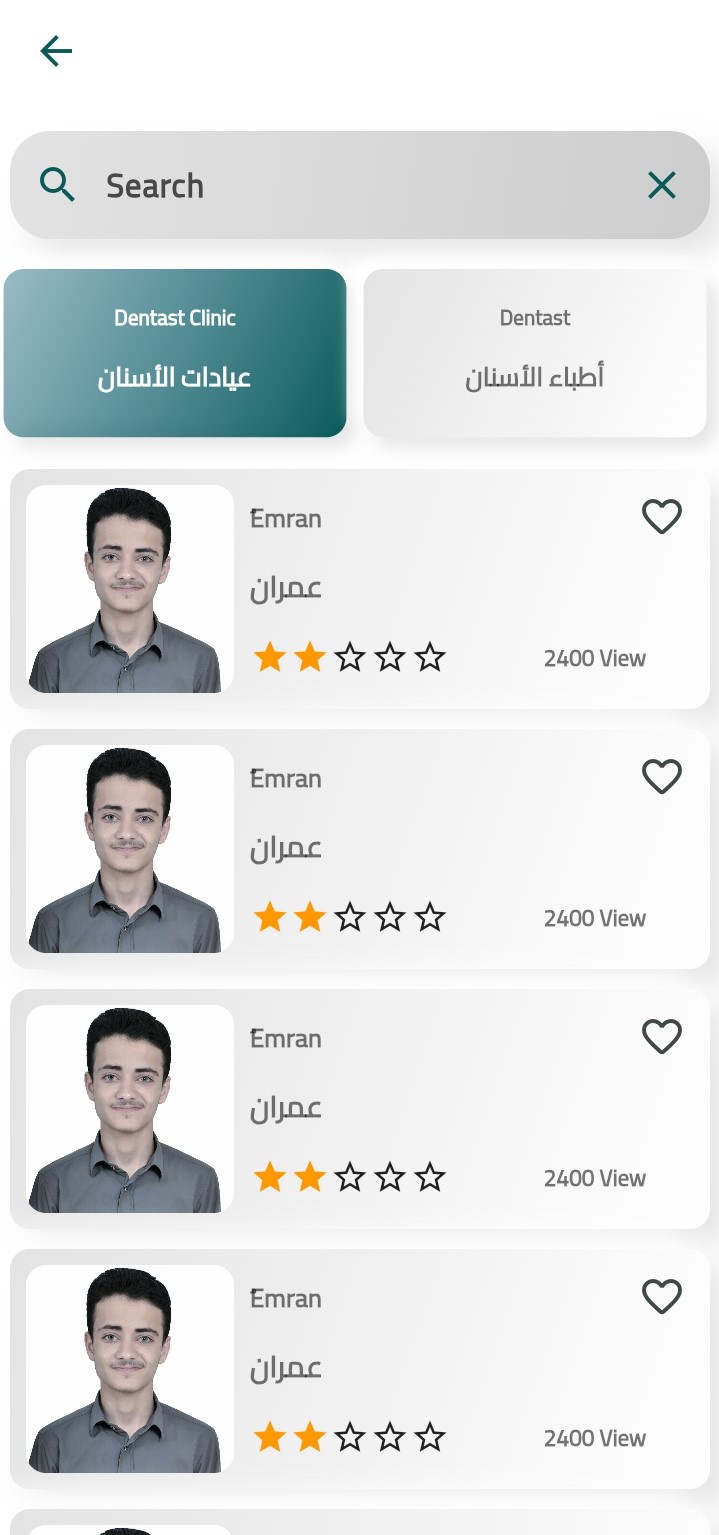 Search
Dentast Clinic
عيادات الأسنان
Dentast
أطباء الأسنان
Emran
عمران
2400 View
Emran
عمران
2400 View
Emran
عمران
2400 View
Emran
عمران
2400 View